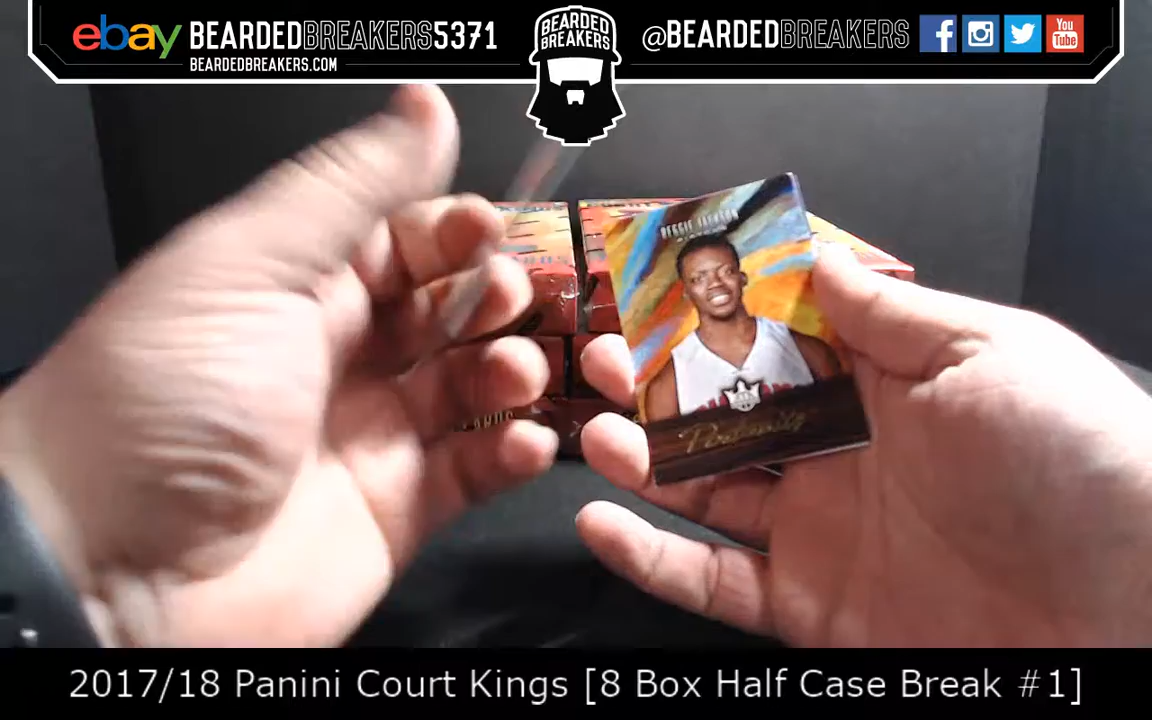 ebay BEARDEDBREAKERS5371
BEARDEDBREAKERS.COM
BEARDED
BREAKERS
@BEARDEDBREAKERS
You
Tube
REGGIE JACKSON
Portraits
2017/18 Panini Court Kings [8 Box Half Case Break #1]